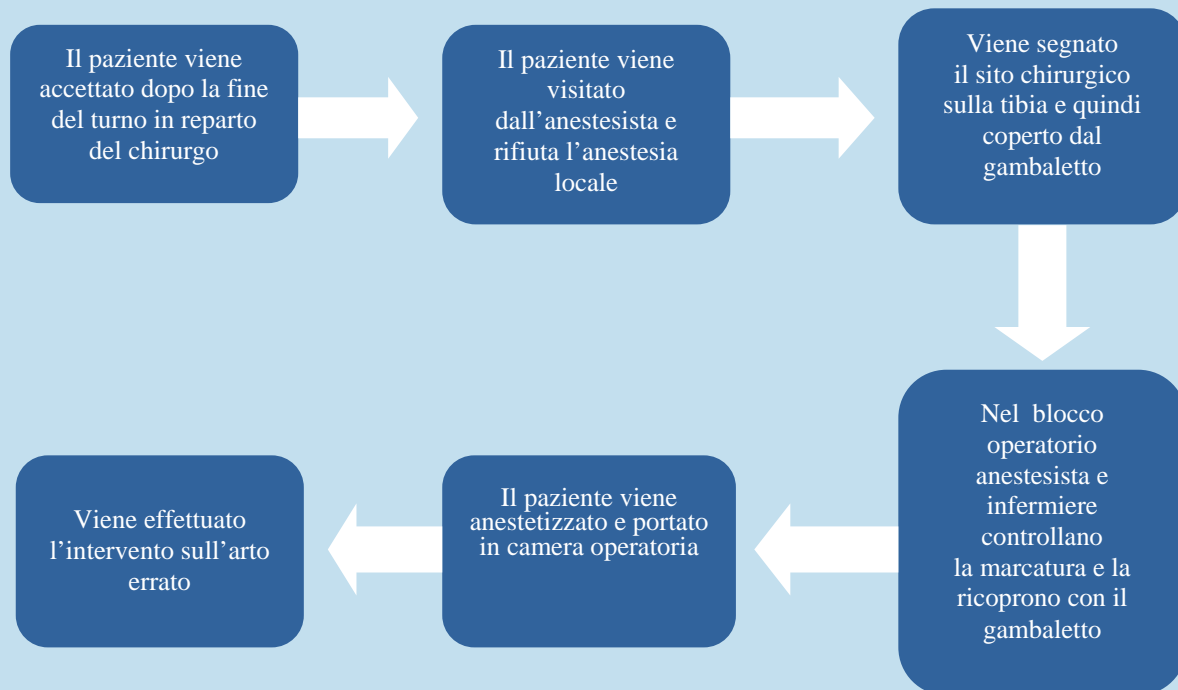 Il paziente viene
accettato dopo la fine
del turno in reparto
del chirurgo
Il paziente viene
visitato
dall’anestesista e
rifiuta l’anestesia
locale
Viene segnato
il sito chirurgico
sulla tibia e quindi
coperto dal
gambaletto
Nel blocco
operatorio
anestesista e
infermiere
controllano
la marcatura e la
ricoprono con il
gambaletto
Il paziente viene
anestetizzato e portato
in camera operatoria
Viene effettuato
l’intervento sull’arto
errato